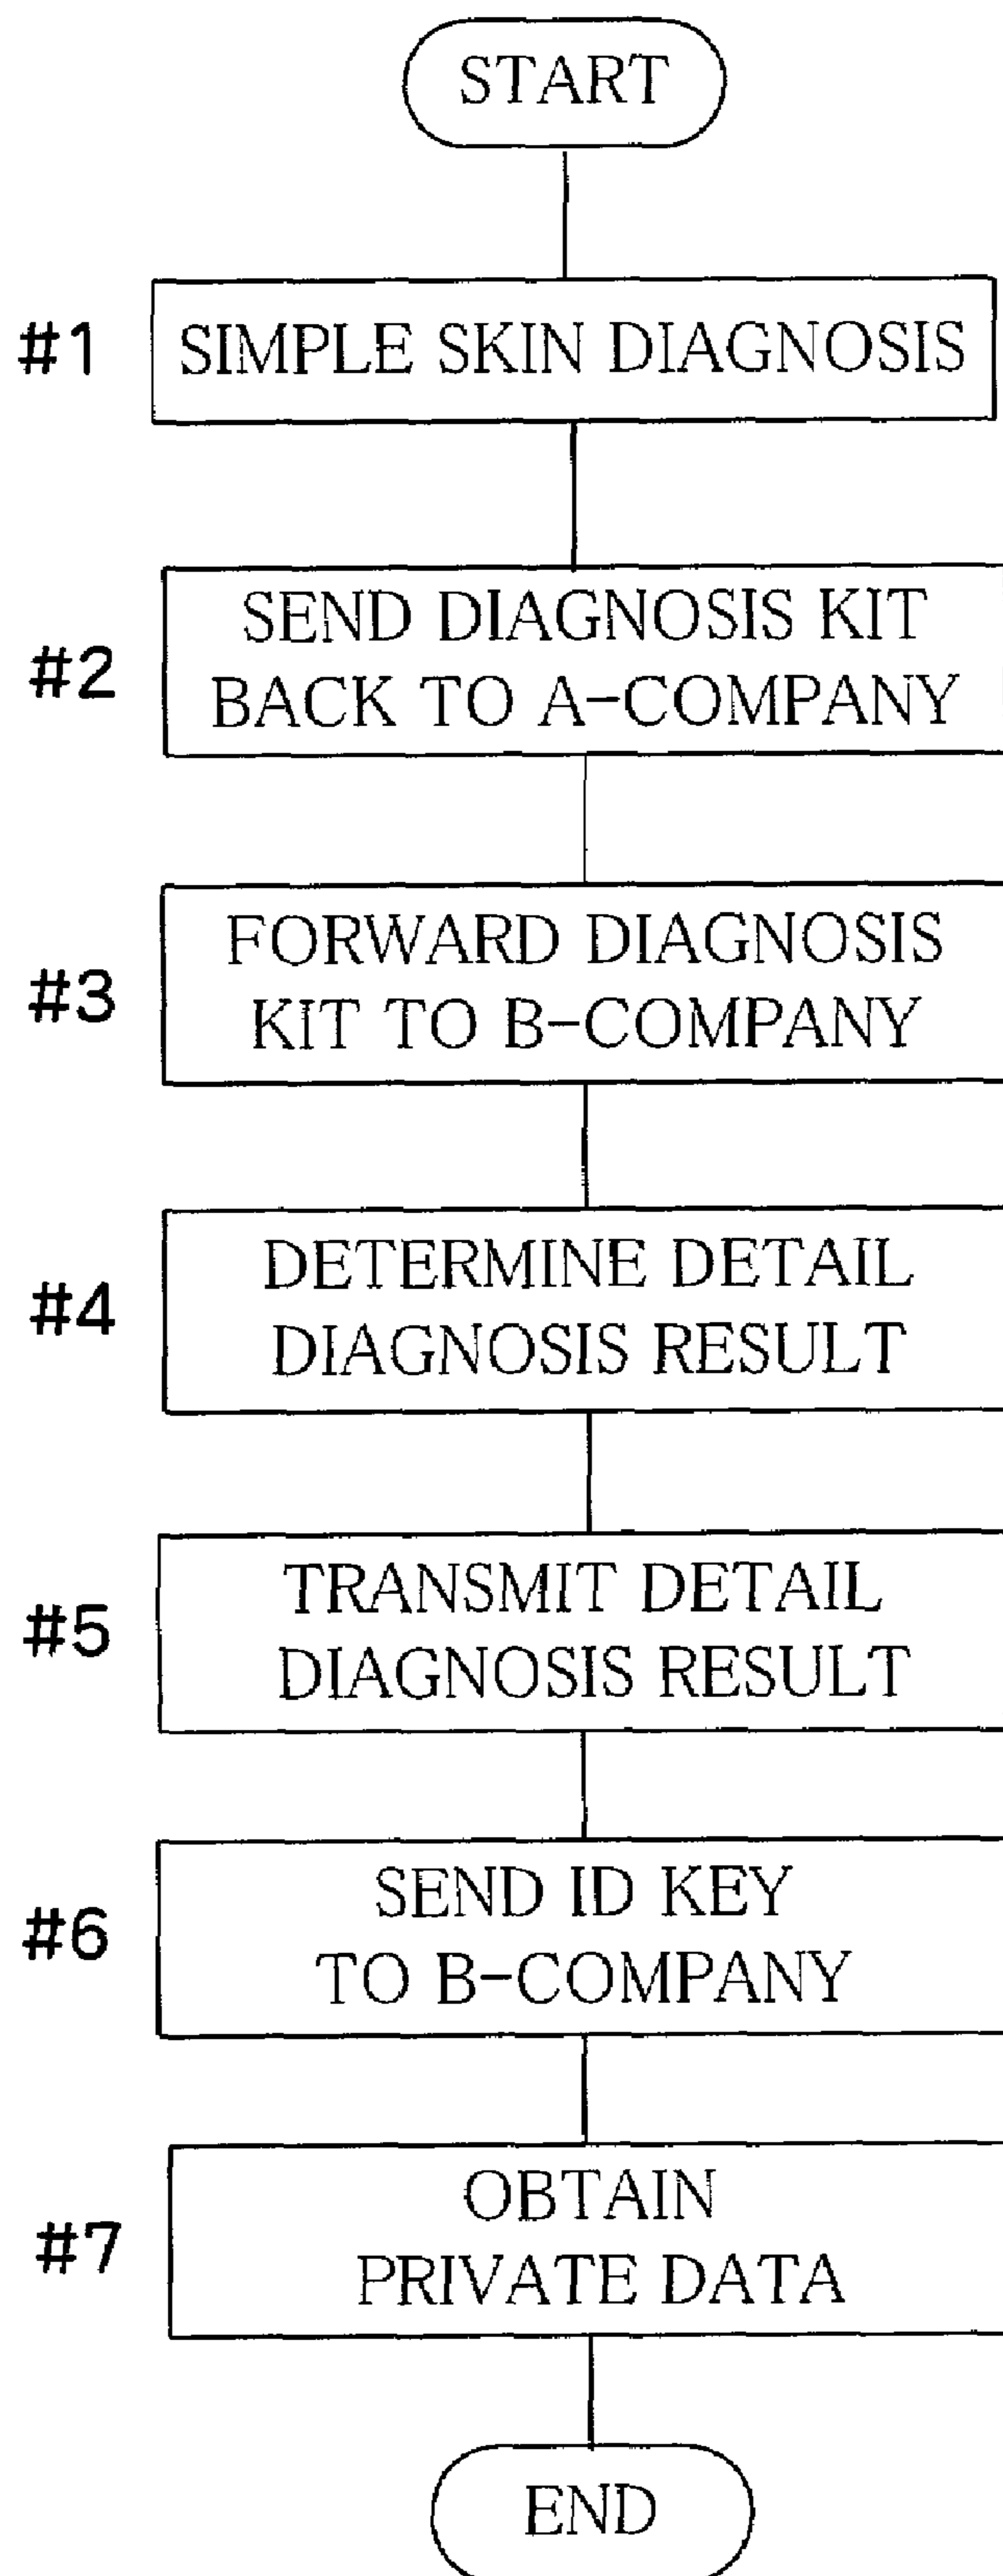 START
#1 SIMPLE SKIN DIAGNOSIS
#2 SEND DIAGNOSIS KIT
BACK TO A-COMPANY
#3 FORWARD DIAGNOSIS
KIT TO B-COMPANY
#4 DETERMINE DETAIL
DIAGNOSIS RESULT
#5 TRANSMIT DETAIL
DIAGNOSIS RESULT
#6 SEND ID KEY
TO B-COMPANY
#7 OBTAIN
PRIVATE DATA
END